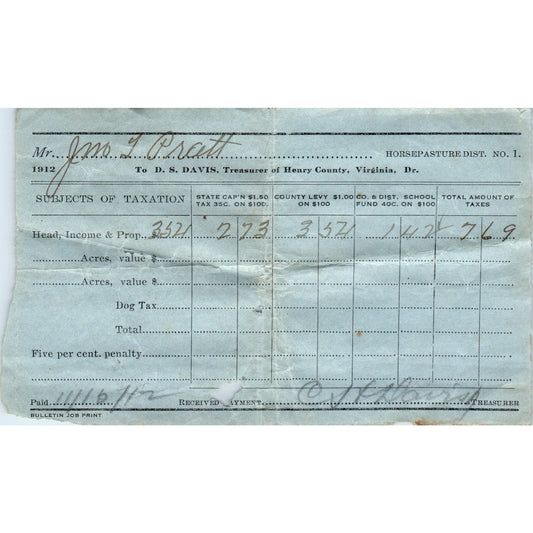 Mr. Jno Pratt HORSEPASTURE DIST. NO. 1.
1912 To D. S. DAVIS, Treasurer of Henry County, Virginia, Dr.
SUBJECTS OF TAXATION STATE CAP'N $1.50 TAX 35C. ON $100. COUNTY LEVY $1.00 ON $100 CO. & DIST. SCHOOL FUND 40C. ON $100 TOTAL AMOUNT OF TAXES
Head, Income & Prop. $ 354 2 73 3 54 1 42 7 69
Acres, value $
Acres, value $
Dog Tax
Total
Five per cent. penalty
Paid 11/16/12 RECEIVED PAYMENT Davis TREASURER
BULLETIN JOB PRINT